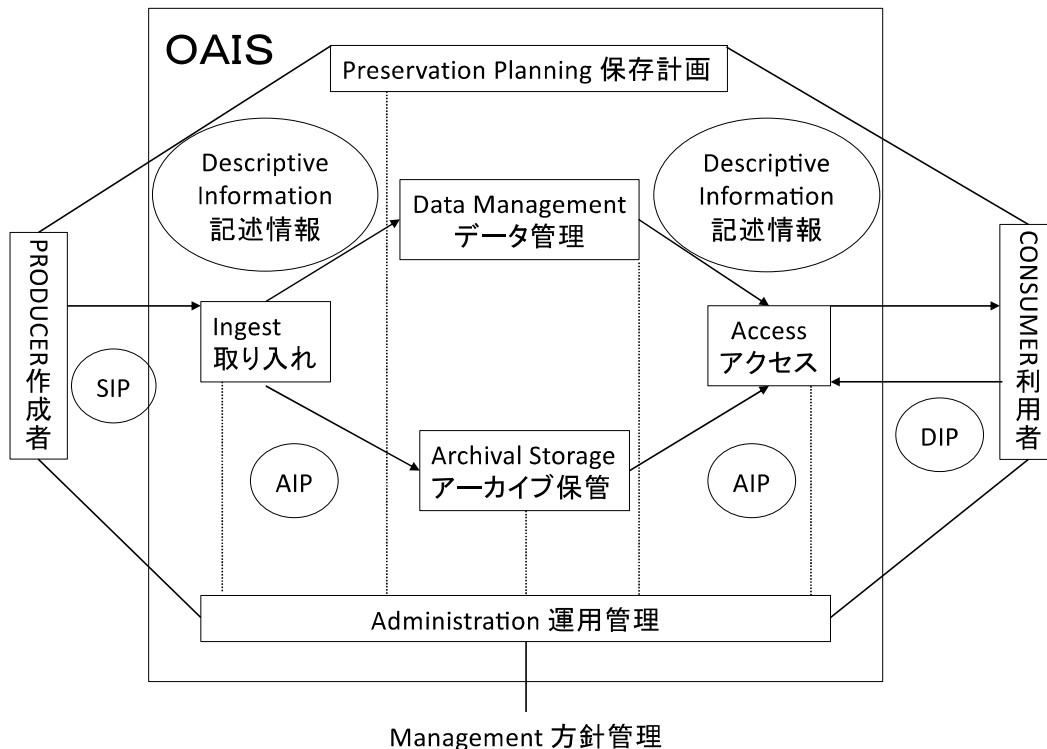 OAIS
Preservation Planning 保存計画
Descriptive
Information
記述情報
Descriptive
Information
記述情報
Data Management
データ管理
PRODUCER作成者
Ingest
取り入れ
Access
アクセス
CONSUMER利用者
SIP
DIP
AIP
Archival Storage
アーカイブ保管
AIP
Administration 運用管理
Management 方針管理